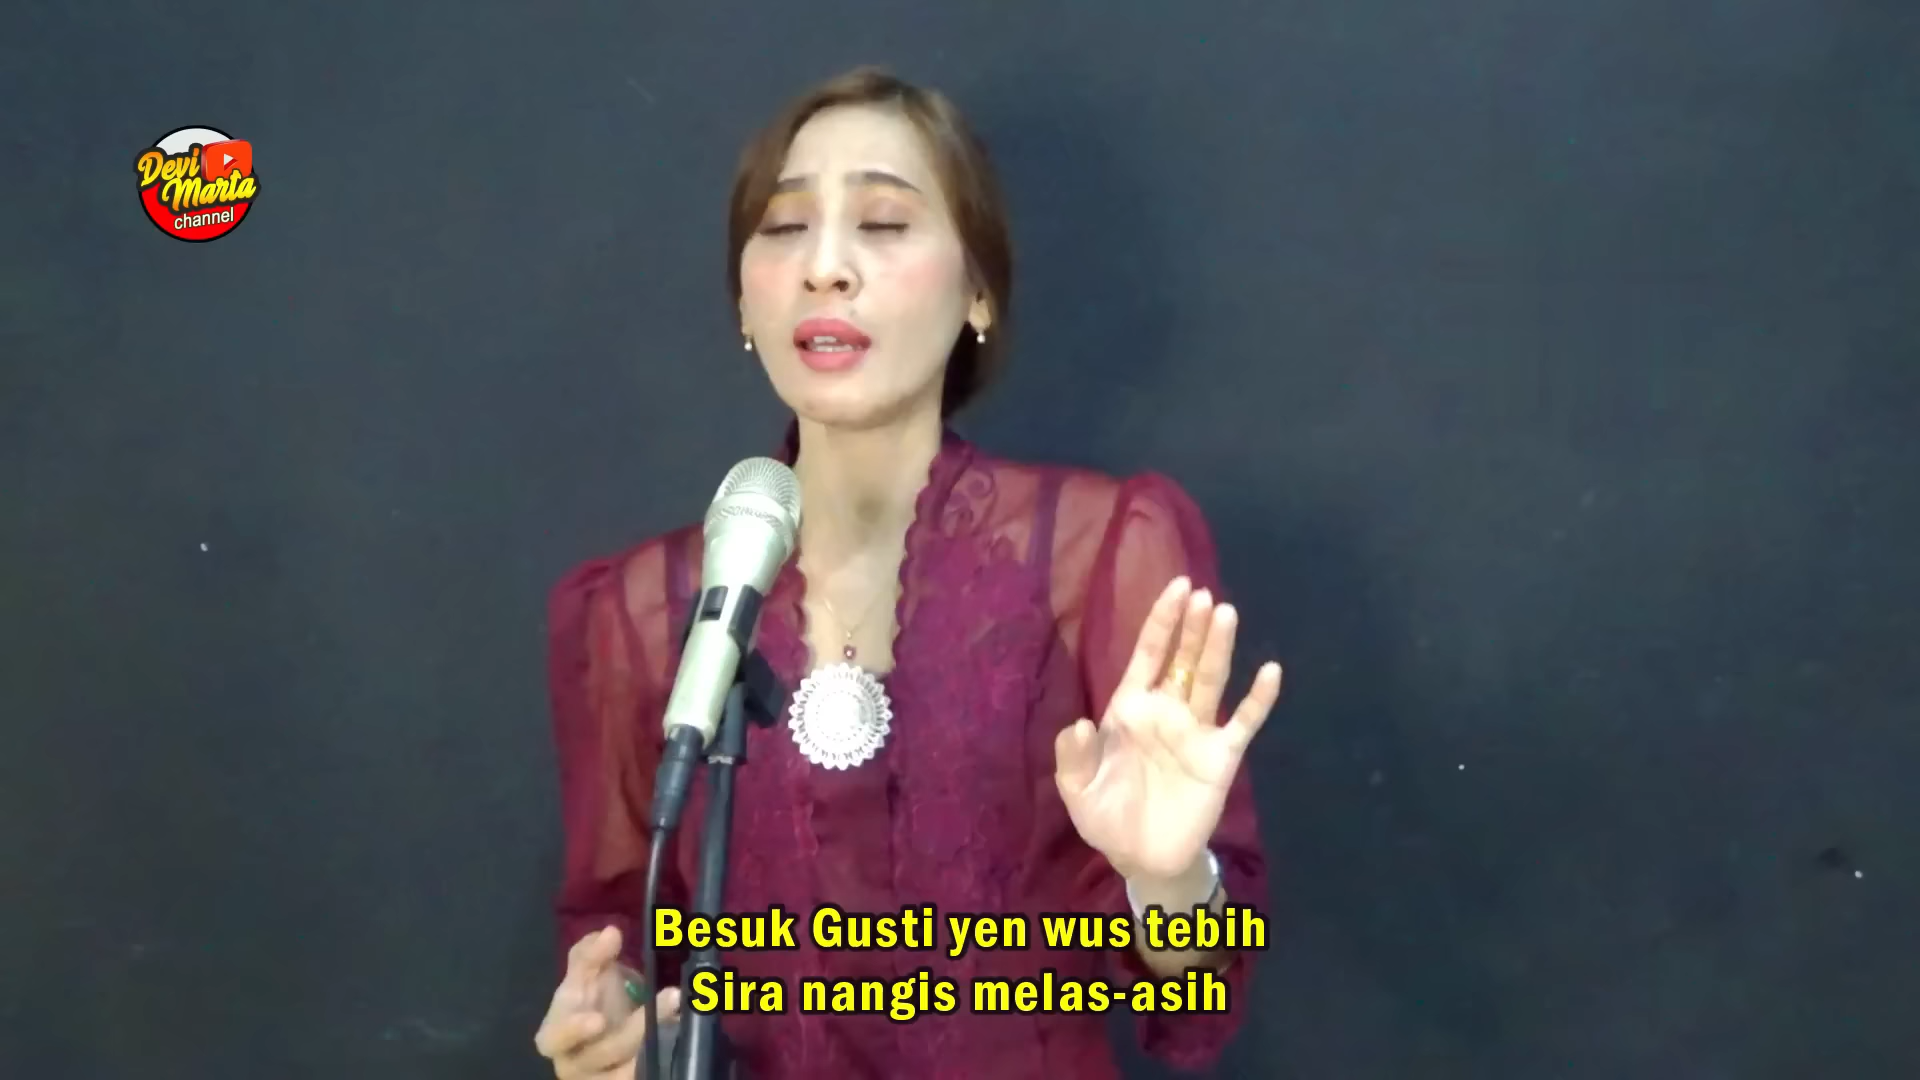 Devi
Marta
channel
Besuk Gusti yen wus tebih
Sira nangis melas-asih